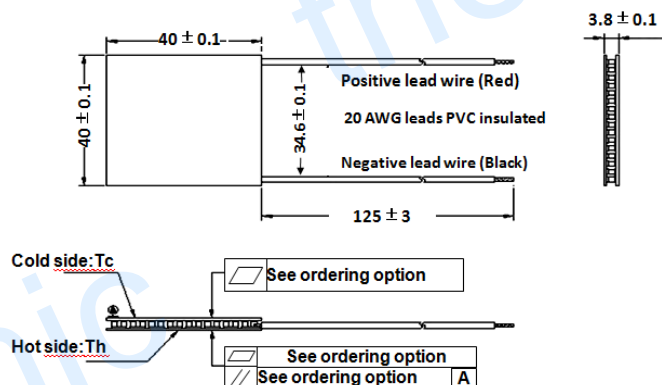 3.8 ± 0.1
40 ± 0.1
Positive lead wire (Red)
40 ± 0.1
34.6 ± 0.1
20 AWG leads PVC insulated
Negative lead wire (Black)
125 ± 3
Cold side:Tc
See ordering option
Hot side:Th
See ordering option
See ordering option A